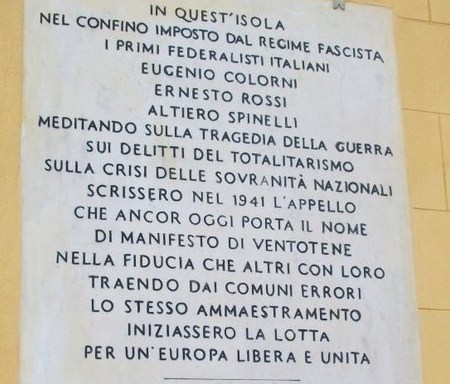 IN QUEST'ISOLA
NEL CONFINO IMPOSTO DAL REGIME FASCISTA
I PRIMI FEDERALISTI ITALIANI
EUGENIO COLORNI
ERNESTO ROSSI
ALTIERO SPINELLI
MEDITANDO SULLA TRAGEDIA DELLA GUERRA
SUI DELITTI DEL TOTALITARISMO
SULLA CRISI DELLE SOVRANITÀ NAZIONALI
SCRISSERO NEL 1941 L'APPELLO
CHE ANCOR OGGI PORTA IL NOME
DI MANIFESTO DI VENTOTENE
NELLA FIDUCIA CHE ALTRI CON LORO
TRAENDO DAI COMUNI ERRORI
LO STESSO AMMAESTRAMENTO
INIZIASSERO LA LOTTA
PER UN'EUROPA LIBERA E UNITA